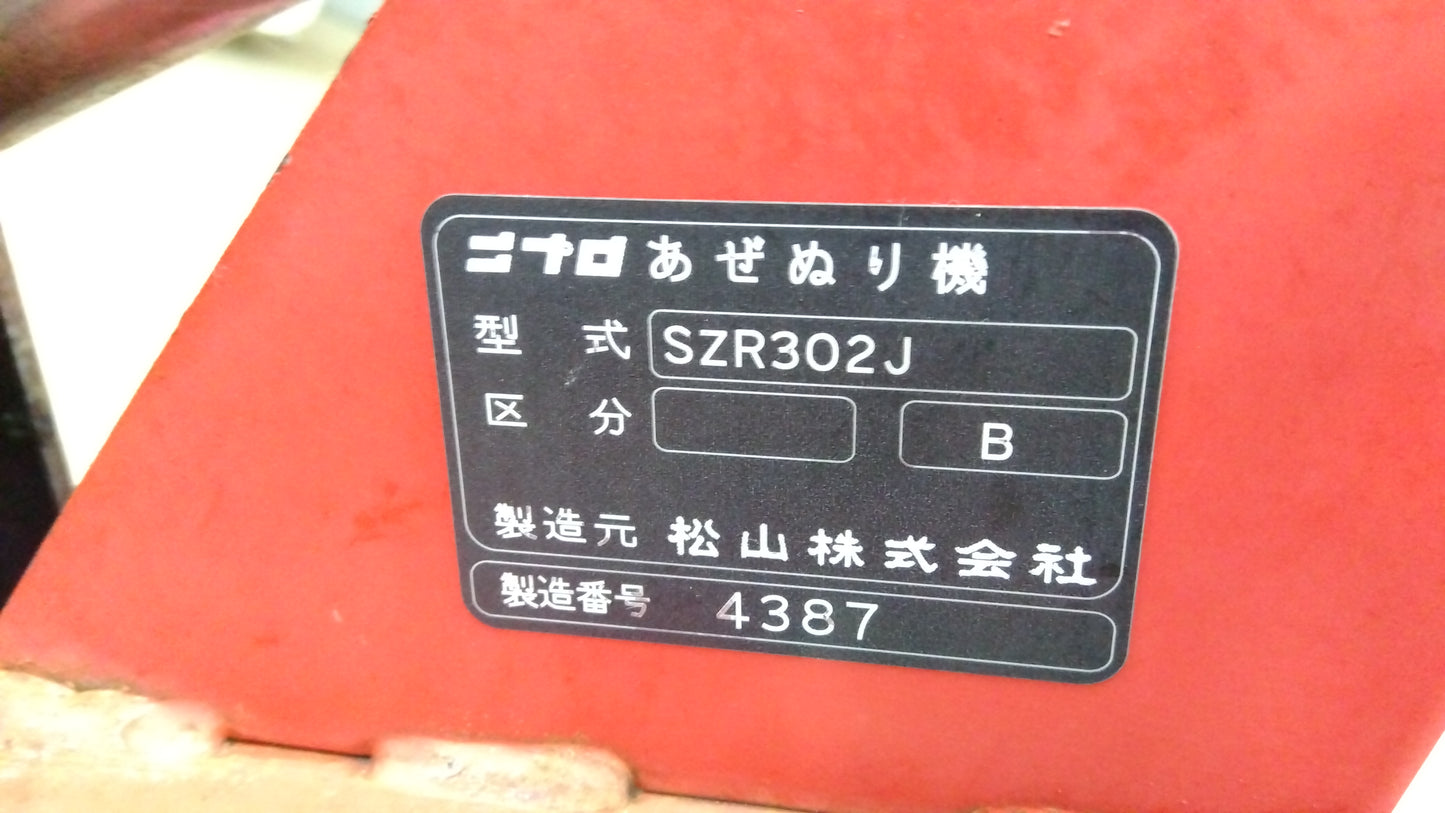 ニプロ あぜぬり機
型式 SZR302J
区分 B
製造元 松山株式会社
製造番号 4387